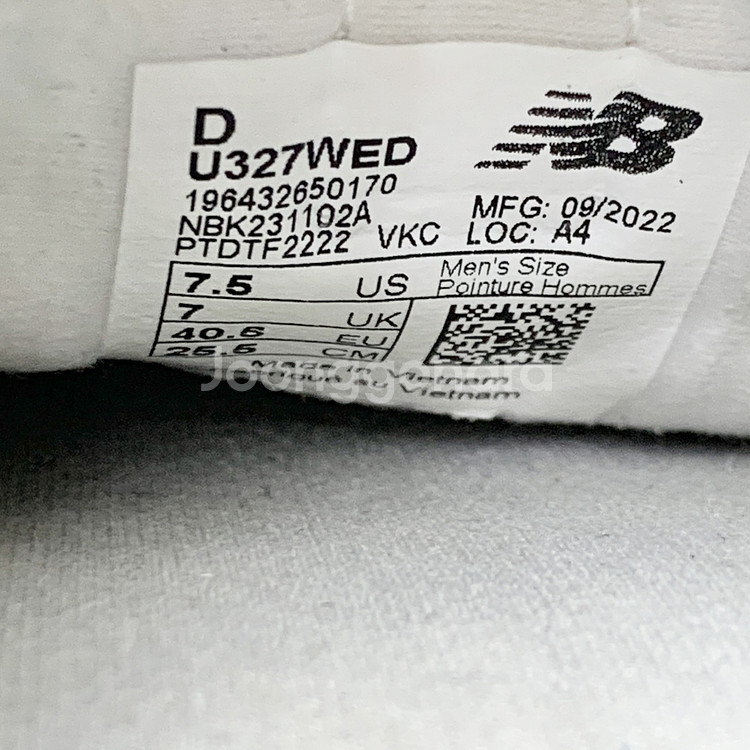 D
U327WED
196432650170
NBK231102A
PTDTF2222 VKC
MFG: 09/2022
LOC: A4
7.5 US Men's Size
Pointure Hommes
7 UK
40.5 EU
25.5 CM
Made in Vietnam
au Vietnam
Joonggonara